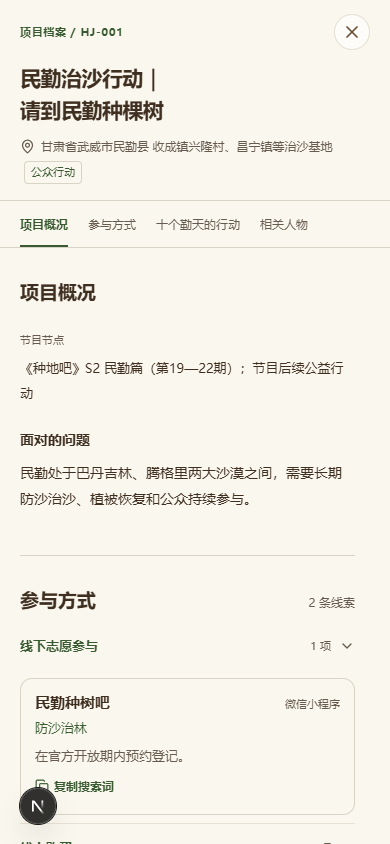 项目档案 / HJ-001
民勤治沙行动｜
请到民勤种棵树
甘肃省武威市民勤县 收成镇兴隆村、昌宁镇等治沙基地
公众行动
项目概况 参与方式 十个勤天的行动 相关人物
项目概况
节目节点
《种地吧》S2 民勤篇（第19—22期）；节目后续公益行
动
面对的问题
民勤处于巴丹吉林、腾格里两大沙漠之间，需要长期
防沙治沙、植被恢复和公众持续参与。
参与方式 2 条线索
线下志愿参与 1 项
民勤种树吧 微信小程序
防沙治林
在官方开放期内预约登记。
复制搜索词
N